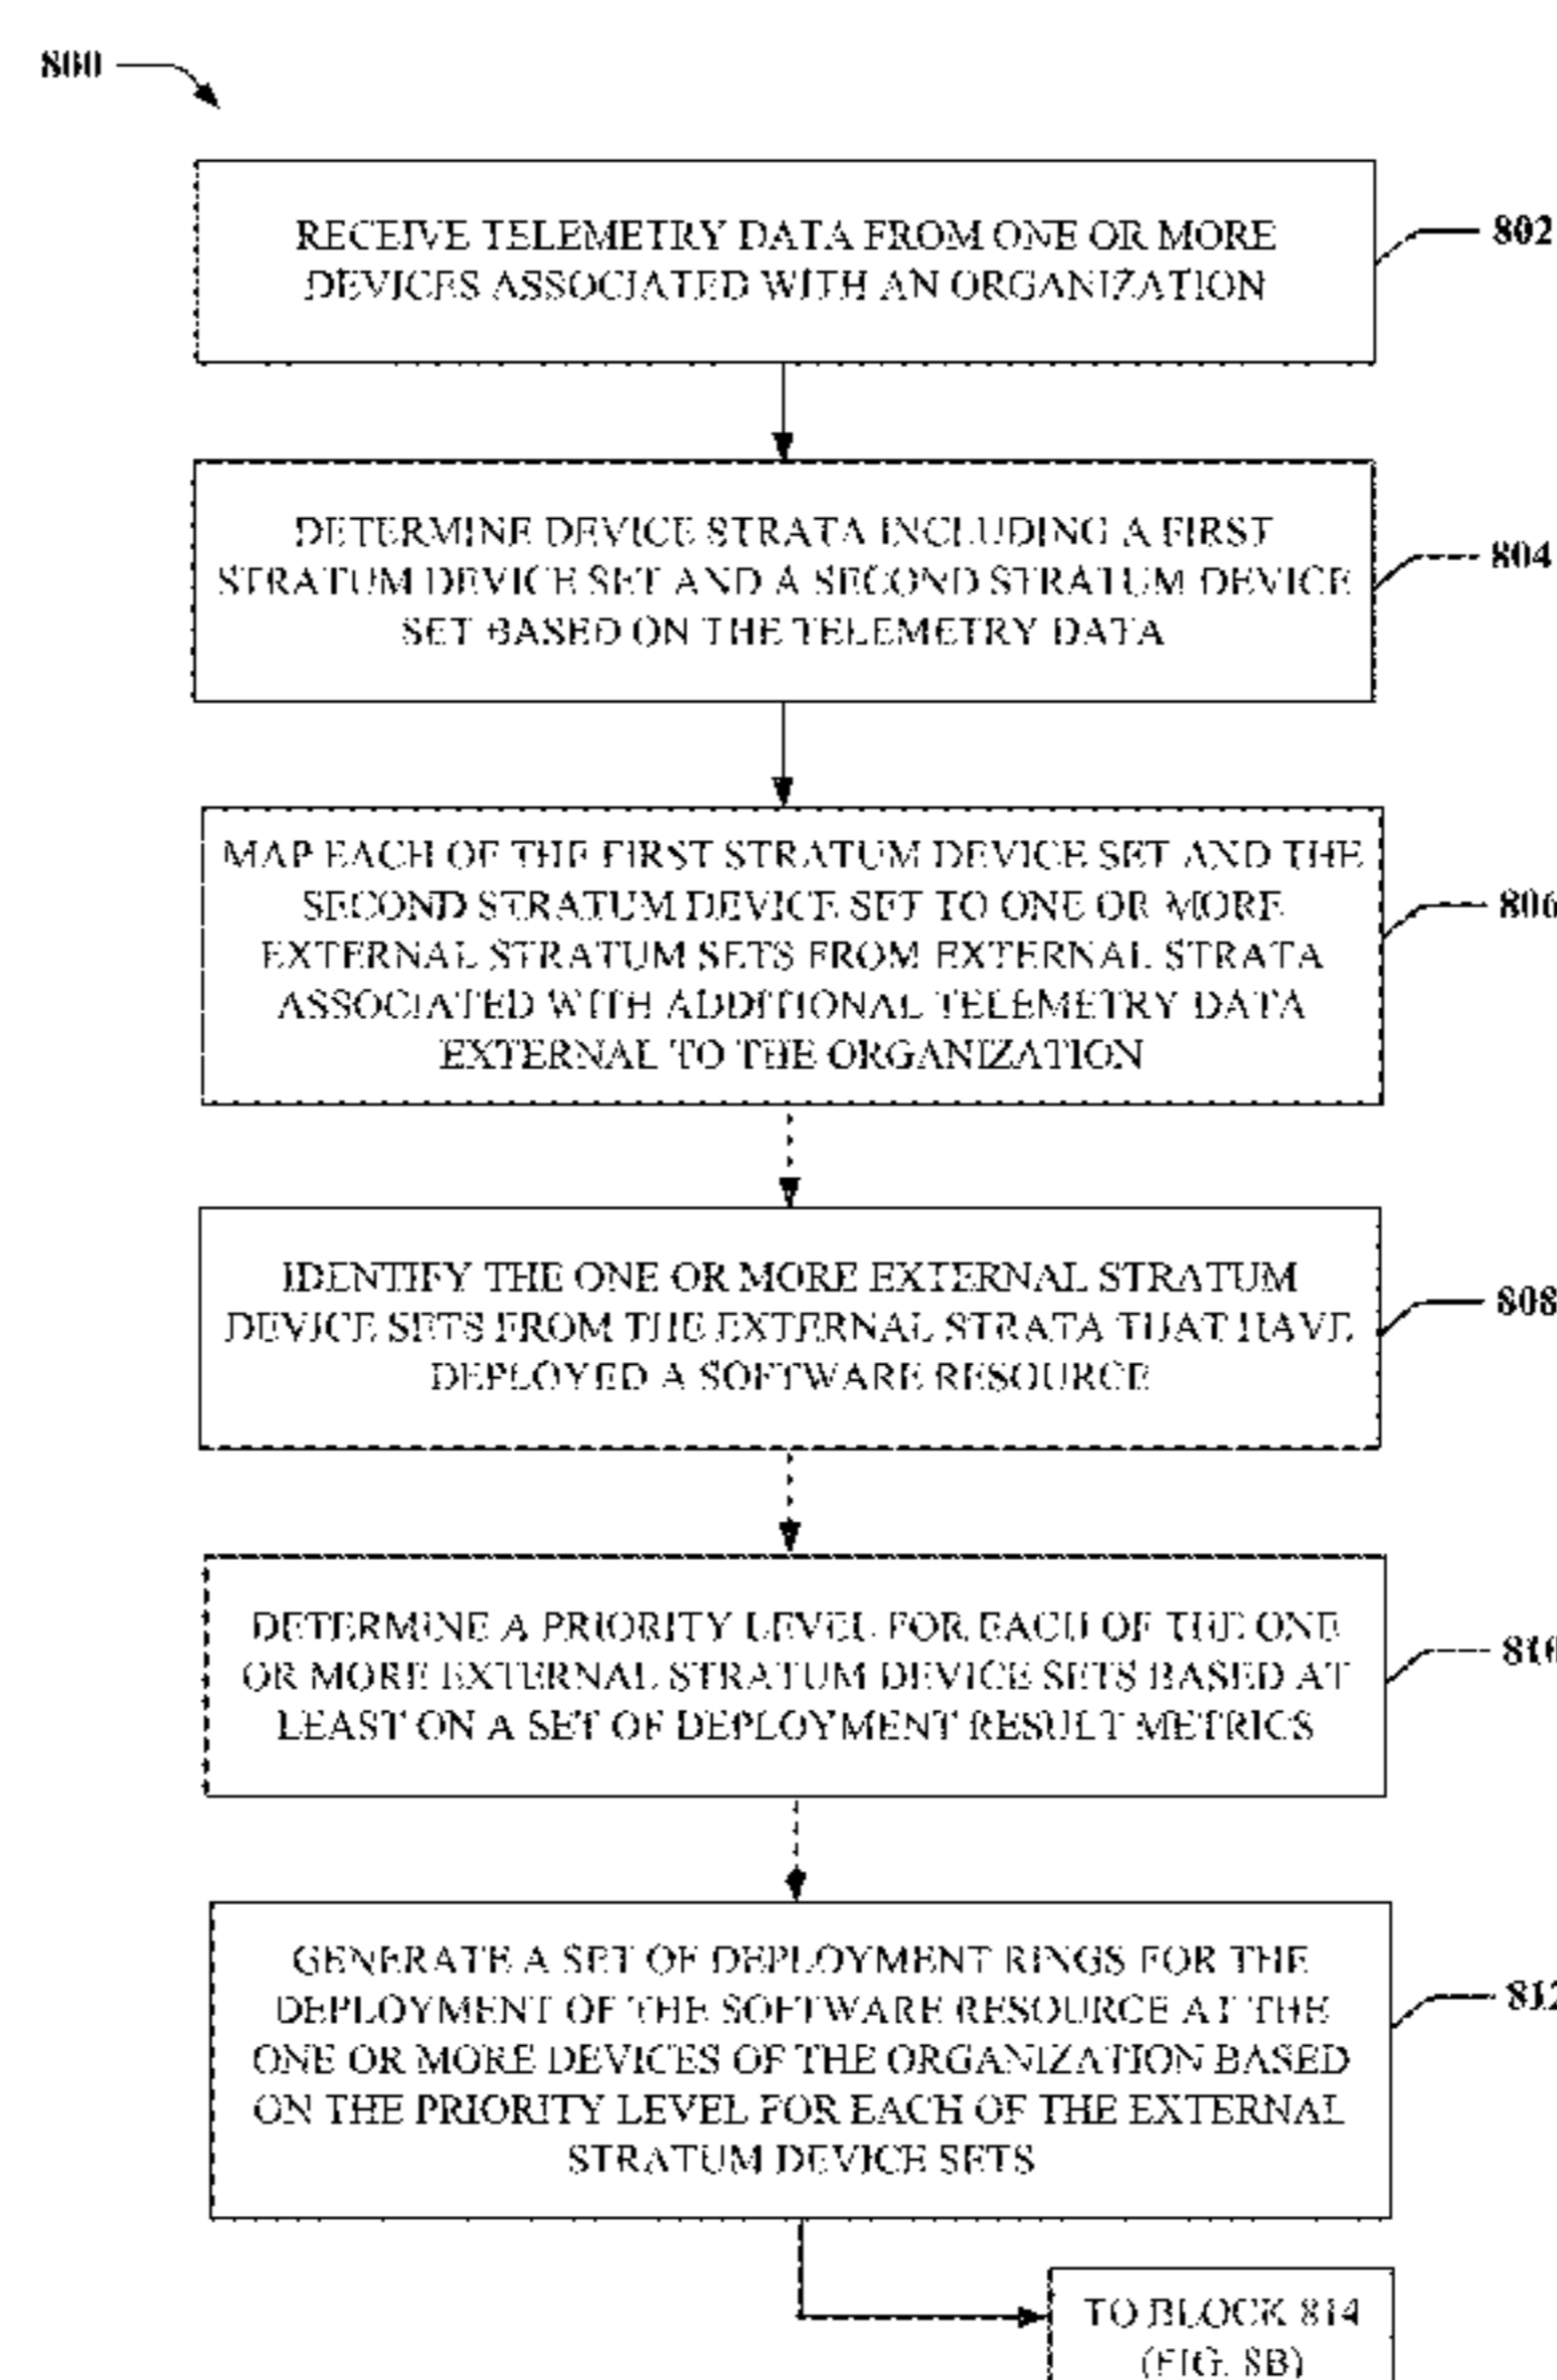 800
RECEIVE TELEMETRY DATA FROM ONE OR MORE
DEVICES ASSOCIATED WITH AN ORGANIZATION
802
DETERMINE DEVICE STRATA INCLUDING A FIRST
STRATUM DEVICE SET AND A SECOND STRATUM DEVICE
SET BASED ON THE TELEMETRY DATA
804
MAP EACH OF THE FIRST STRATUM DEVICE SET AND THE
SECOND STRATUM DEVICE SET TO ONE OR MORE
EXTERNAL STRATUM SETS FROM EXTERNAL STRATA
ASSOCIATED WITH ADDITIONAL TELEMETRY DATA
EXTERNAL TO THE ORGANIZATION
806
IDENTIFY THE ONE OR MORE EXTERNAL STRATUM
DEVICE SETS FROM THE EXTERNAL STRATA THAT HAVE
DEPLOYED A SOFTWARE RESOURCE
808
DETERMINE A PRIORITY LEVEL FOR EACH OF THE ONE
OR MORE EXTERNAL STRATUM DEVICE SETS BASED AT
LEAST ON A SET OF DEPLOYMENT RESULT METRICS
810
GENERATE A SET OF DEPLOYMENT RINGS FOR THE
DEPLOYMENT OF THE SOFTWARE RESOURCE AT THE
ONE OR MORE DEVICES OF THE ORGANIZATION BASED
ON THE PRIORITY LEVEL FOR EACH OF THE EXTERNAL
STRATUM DEVICE SETS
812
TO BLOCK 814
(FIG. 8B)